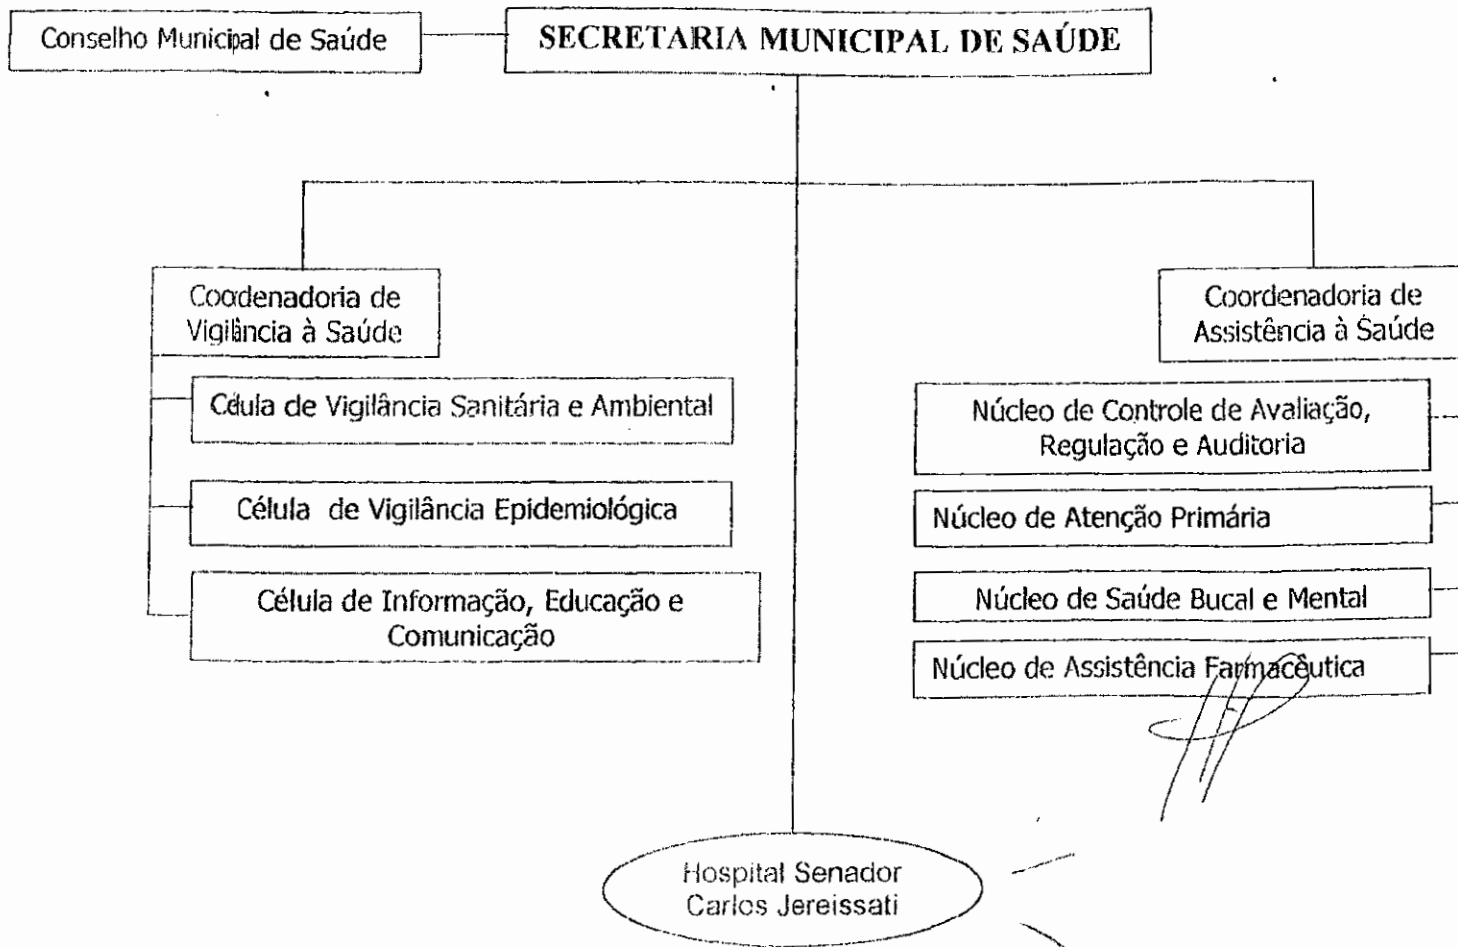 Conselho Municipal de Saúde
SECRETARIA MUNICIPAL DE SAÚDE
Coordenadoria de
Vigilância à Saúde
Célula de Vigilância Sanitária e Ambiental
Célula de Vigilância Epidemiológica
Célula de Informação, Educação e
Comunicação
Coordenadoria de
Assistência à Saúde
Núcleo de Controle de Avaliação,
Regulação e Auditoria
Núcleo de Atenção Primária
Núcleo de Saúde Bucal e Mental
Núcleo de Assistência Farmacêutica
Hospital Senador
Carlos Jereissati